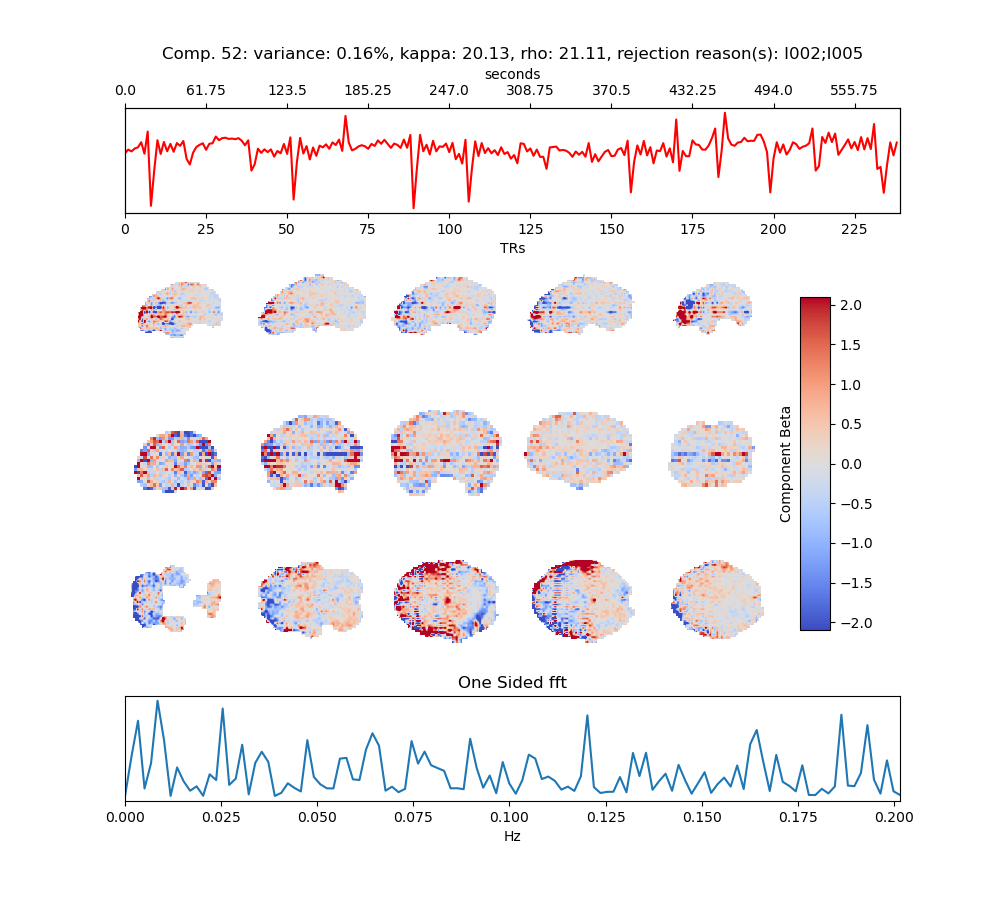 Comp. 52: variance: 0.16%, kappa: 20.13, rho: 21.11, rejection reason(s): I002;I005
seconds
0.0 61.75 123.5 185.25 247.0 308.75 370.5 432.25 494.0 555.75
0 25 50 75 100 125 150 175 200 225
TRs
2.0
1.5
1.0
0.5
0.0
−0.5
−1.0
−1.5
−2.0
Component Beta
One Sided fft
0.000 0.025 0.050 0.075 0.100 0.125 0.150 0.175 0.200
Hz